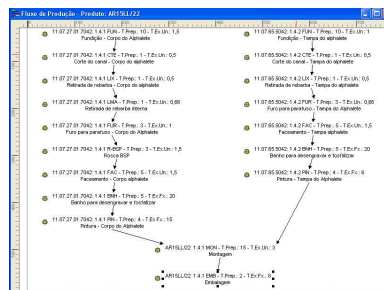 Fluxo de Produção - Produto: AR15LL/22
11.07.27.01.7042: 1.4.1 FUN - T.Prep.: 10 - T.Ex.Un.: 1,5
Fundição - Corpo do Alphalete
11.07.27.01.7042: 1.4.1 CTE - T.Prep.: 1 - T.Ex.Un.: 0,5
Corte do canal - Corpo do alphalete
11.07.27.01.7042: 1.4.1 LIX - T.Prep.: 1 - T.Ex.Un.: 0,5
Retirada de rebarba - Corpo do alphalete
11.07.27.01.7042: 1.4.1 LIMA - T.Prep.: 1 - T.Ex.Un.: 0,66
Retirada de rebarba interna
11.07.27.01.7042: 1.4.1 FUR - T.Prep.: 3 - T.Ex.Un.: 1
Furo para parafuso - Corpo do Alphalete
11.07.27.01.7042: 1.4.1 R-BSP - T.Prep.: 3 - T.Ex.Un.: 1,5
Rosca BSP
11.07.27.01.7042: 1.4.1 FAC - T.Prep.: 5 - T.Ex.Un.: 1,5
Faceamento - Corpo Alphalete
11.07.27.01.7042: 1.4.1 BNH - T.Prep.: 5 - T.Ex.Fx.: 20
Banho para desengraxar e fosfatizar
11.07.27.01.7042: 1.4.1 PIN - T.Prep.: 4 - T.Ex.Fx.: 15
Pintura - Corpo do Alphalete
11.07.65.5042: 1.4.2 FUN - T.Prep.: 10 - T.Ex.Un.: 1
Fundição - Tampa do alphalete
11.07.65.5042: 1.4.2 CTE - T.Prep.: 1 - T.Ex.Un.: 0,5
Corte do canal - Tampa do alphalete
11.07.65.5042: 1.4.2 LIX - T.Prep.: 1 - T.Ex.Un.: 0,5
Retirada de rebarba - Tampa do alphalete
11.07.65.5042: 1.4.2 FUR - T.Prep.: 3 - T.Ex.Un.: 1
Furo para parafuso - Tampa do alphalete
11.07.65.5042: 1.4.2 FAC - T.Prep.: 5 - T.Ex.Un.: 1,5
Faceamento - Tampa alphalete
11.07.65.5042: 1.4.2 BNH - T.Prep.: 5 - T.Ex.Fx.: 20
Banho para desengraxar e fosfatizar
11.07.65.5042: 1.4.2 PIN - T.Prep.: 4 - T.Ex.Fx.: 6
Pintura - Tampa do Alphalete
AR15LL/22: 1.4.1 MON - T.Prep.: 15 - T.Ex.Un.: 3
Montagem
AR15LL/22: 1.4.1 EMB - T.Prep.: 2 - T.Ex.Fx.: 8
Embalagem